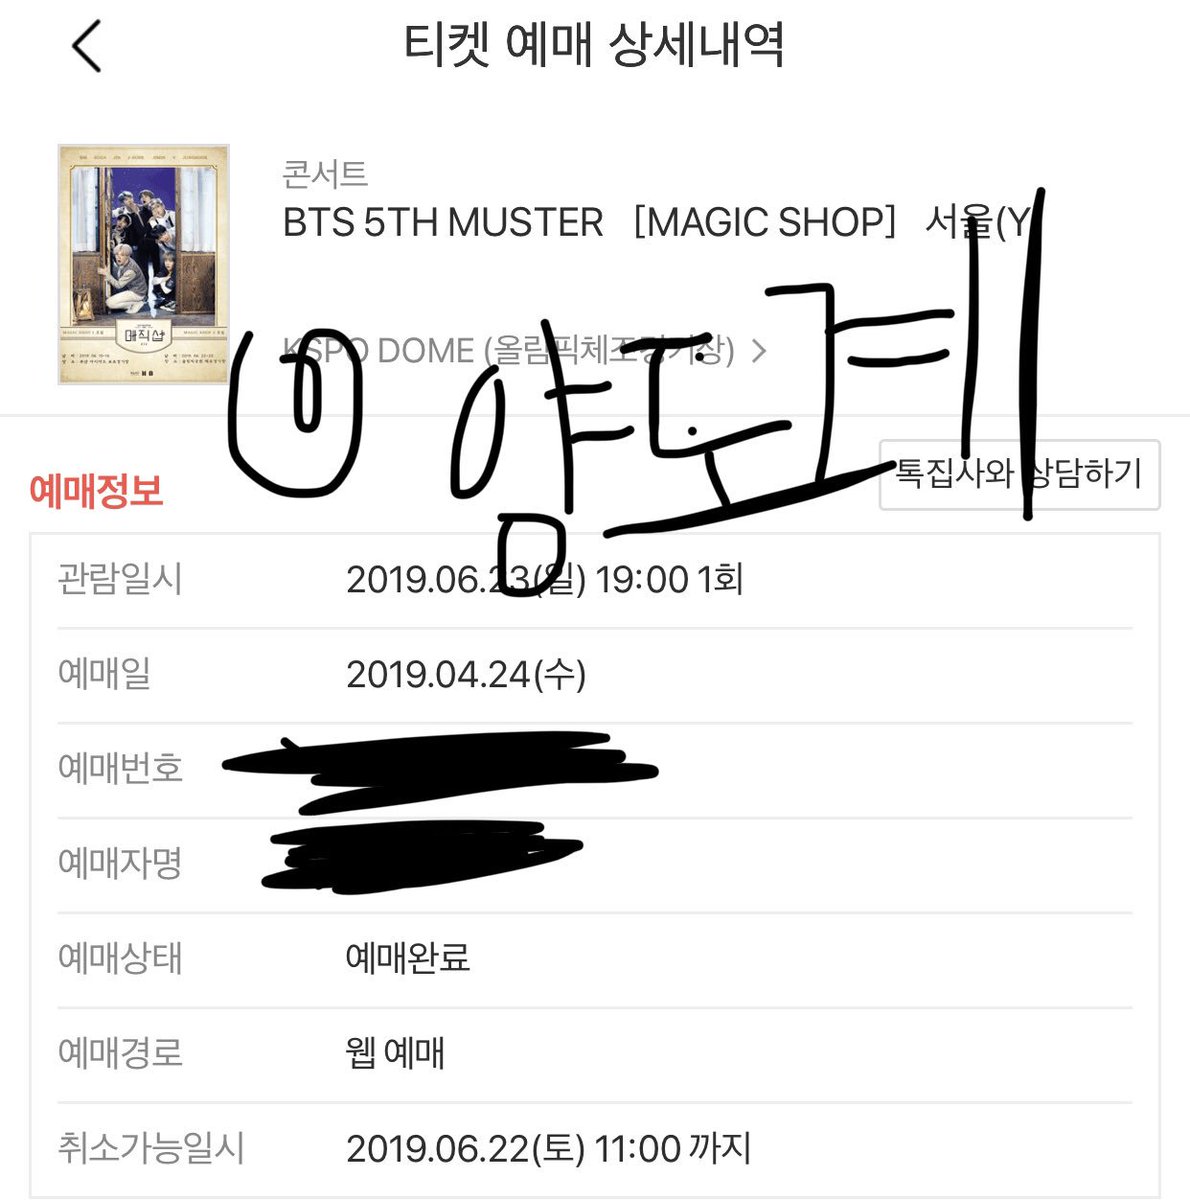 티켓 예매 상세내역
콘서트
BTS 5TH MUSTER [MAGIC SHOP] 서울(Y
KSPO DOME (올림픽체조경기장)
양도계
예매정보
톡집사와 상담하기
관람일시 2019.06.23(일) 19:00 1회
예매일 2019.04.24(수)
예매번호
예매자명
예매상태 예매완료
예매경로 웹 예매
취소가능일시 2019.06.22(토) 11:00 까지
매직샵